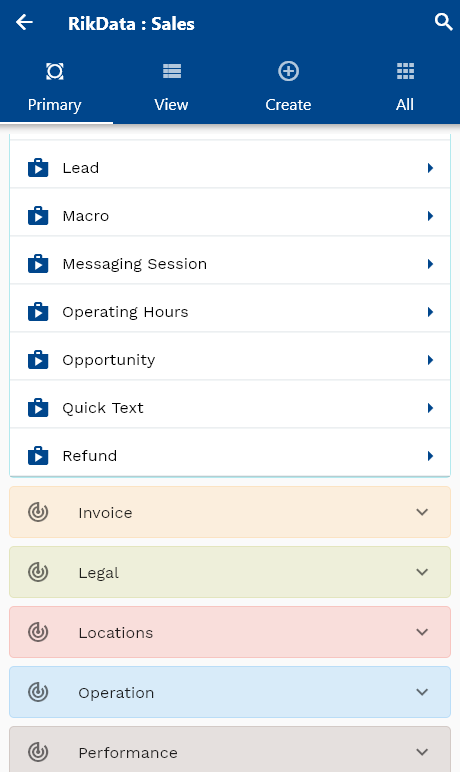 RikData : Sales
Primary
View
Create
All
Lead
Macro
Messaging Session
Operating Hours
Opportunity
Quick Text
Refund
Invoice
Legal
Locations
Operation
Performance